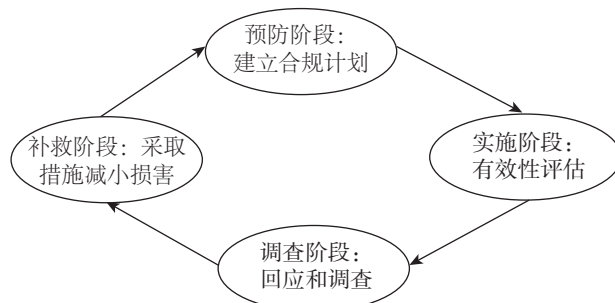 预防阶段：
建立合规计划
补救阶段：采取
措施减小损害
实施阶段：
有效性评估
调查阶段：
回应和调查